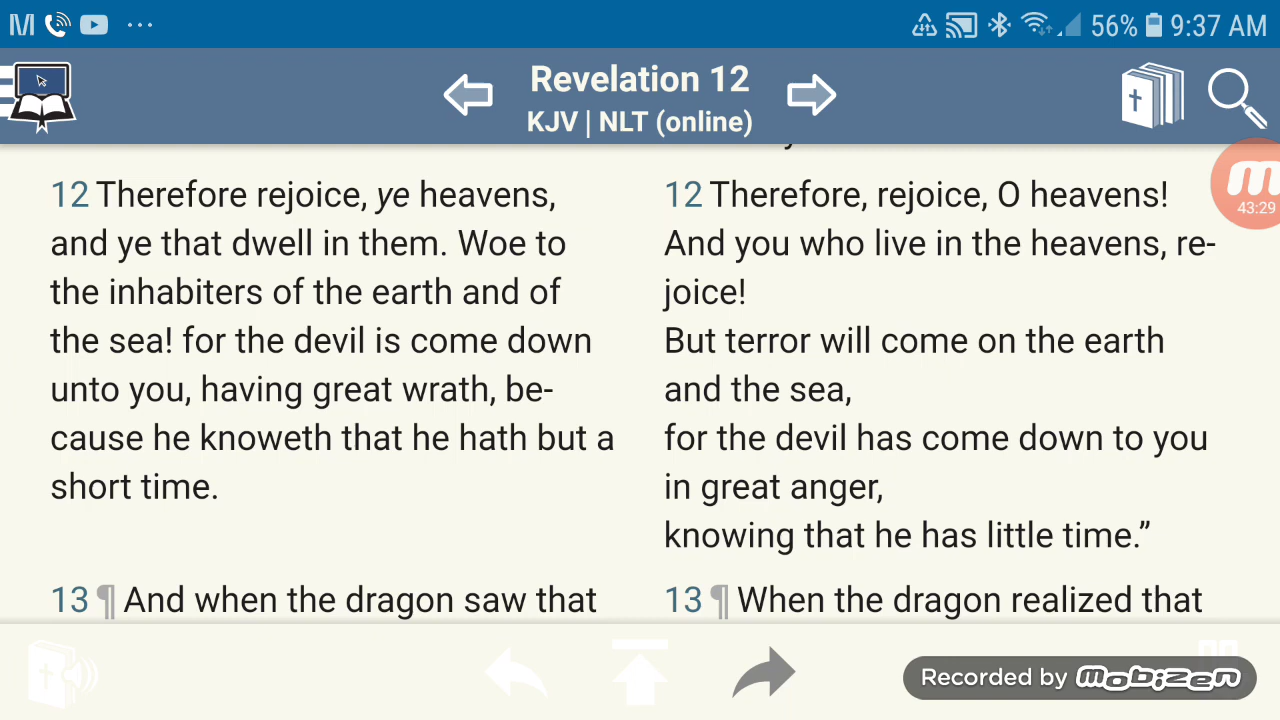 56% 9:37 AM
Revelation 12
KJV | NLT (online)
43:29
12 Therefore rejoice, ye heavens,
and ye that dwell in them. Woe to
the inhabiters of the earth and of
the sea! for the devil is come down
unto you, having great wrath, be-
cause he knoweth that he hath but a
short time.
13 ¶ And when the dragon saw that
12 Therefore, rejoice, O heavens!
And you who live in the heavens, re-
joice!
But terror will come on the earth
and the sea,
for the devil has come down to you
in great anger,
knowing that he has little time.”
13 ¶ When the dragon realized that
Recorded by mobizen